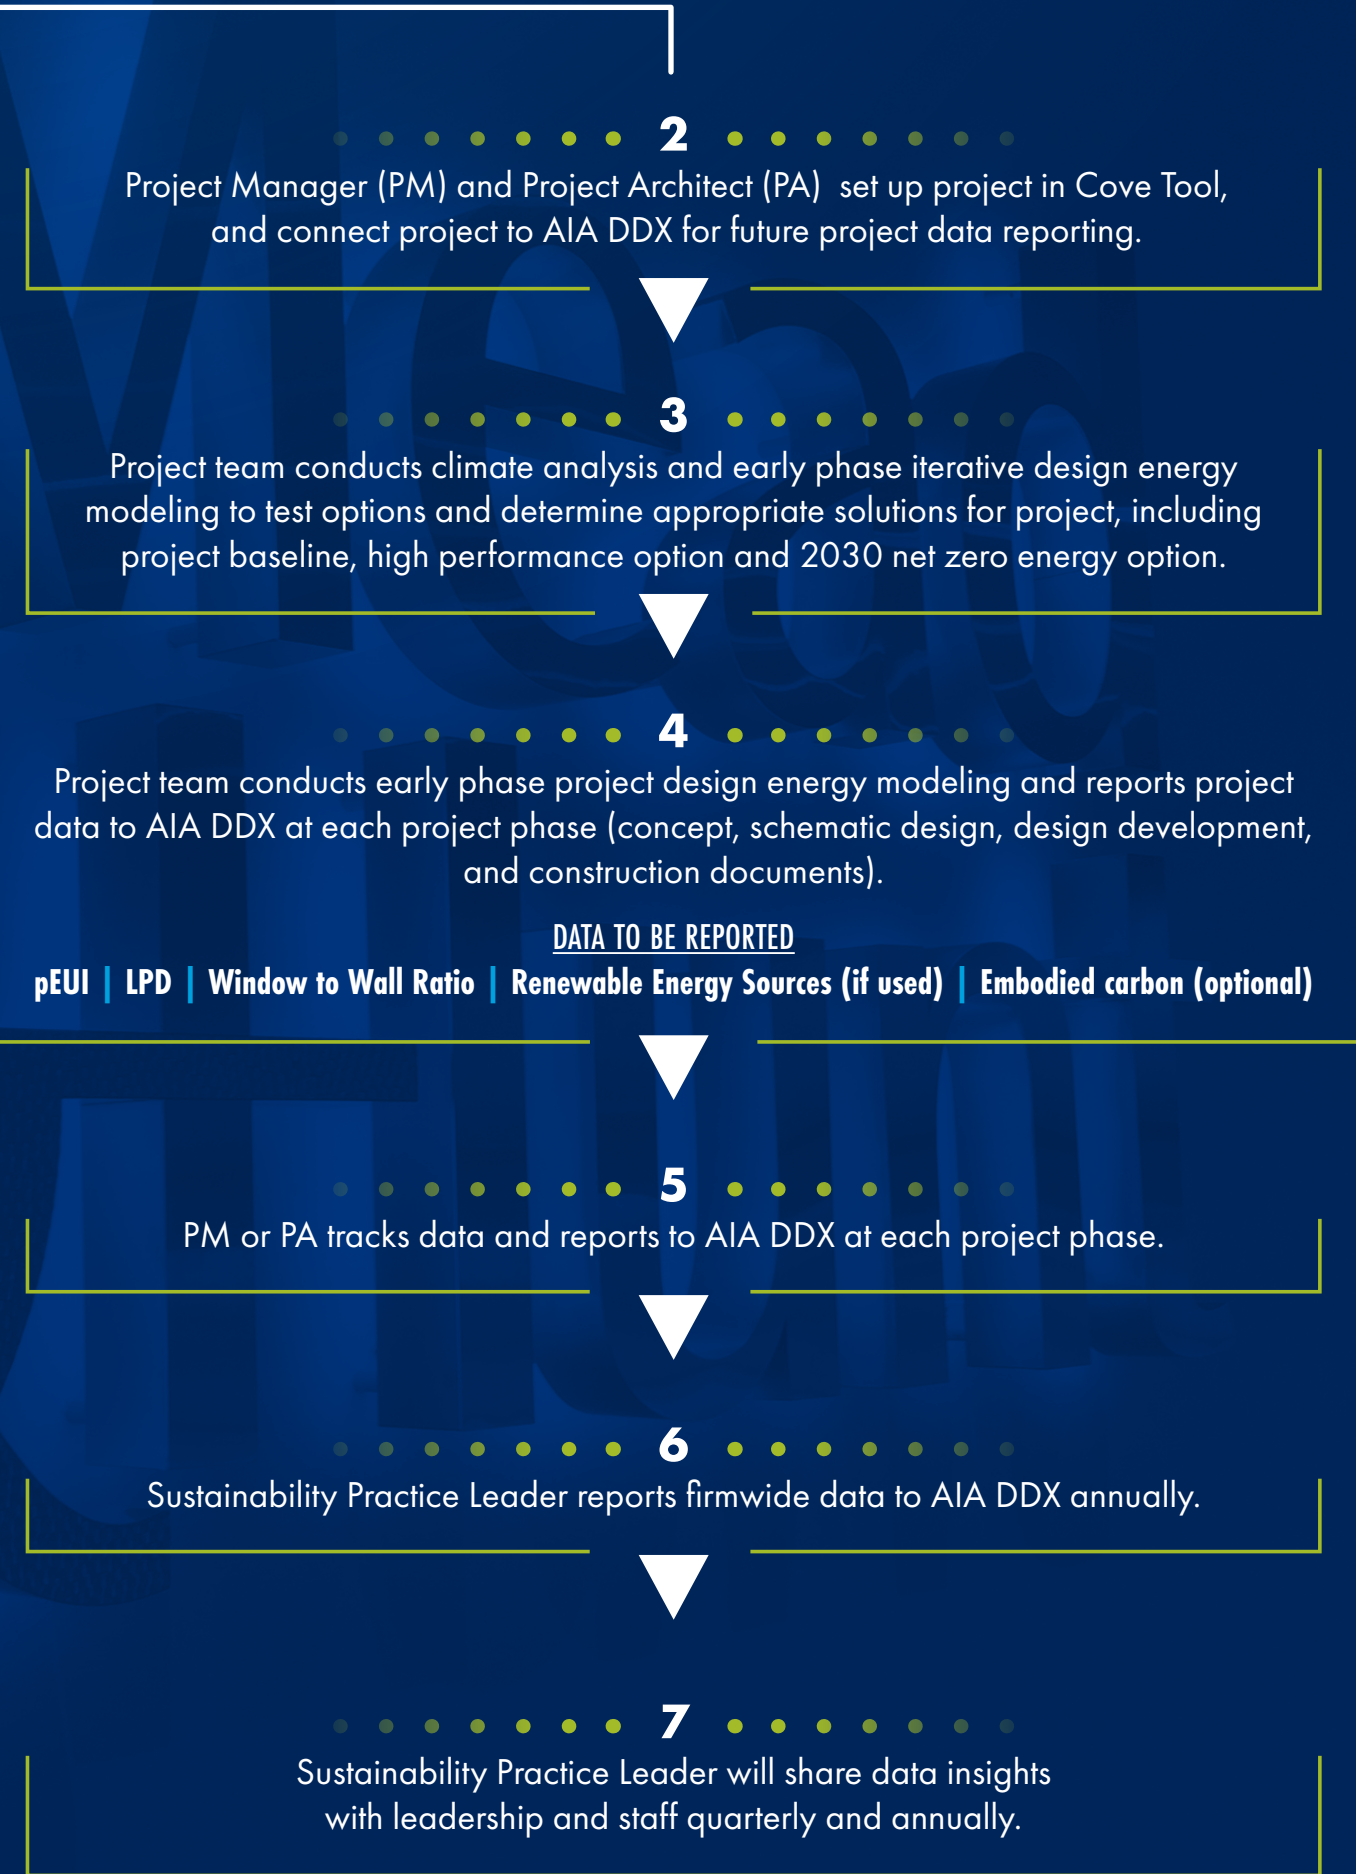 2
Project Manager (PM) and Project Architect (PA) set up project in Cove Tool,
and connect project to AIA DDX for future project data reporting.
3
Project team conducts climate analysis and early phase iterative design energy
modeling to test options and determine appropriate solutions for project, including
project baseline, high performance option and 2030 net zero energy option.
4
Project team conducts early phase project design energy modeling and reports project
data to AIA DDX at each project phase (concept, schematic design, design development,
and construction documents).
DATA TO BE REPORTED
pEUI | LPD | Window to Wall Ratio | Renewable Energy Sources (if used) | Embodied carbon (optional)
5
PM or PA tracks data and reports to AIA DDX at each project phase.
6
Sustainability Practice Leader reports firmwide data to AIA DDX annually.
7
Sustainability Practice Leader will share data insights
with leadership and staff quarterly and annually.
Mead
Hunt